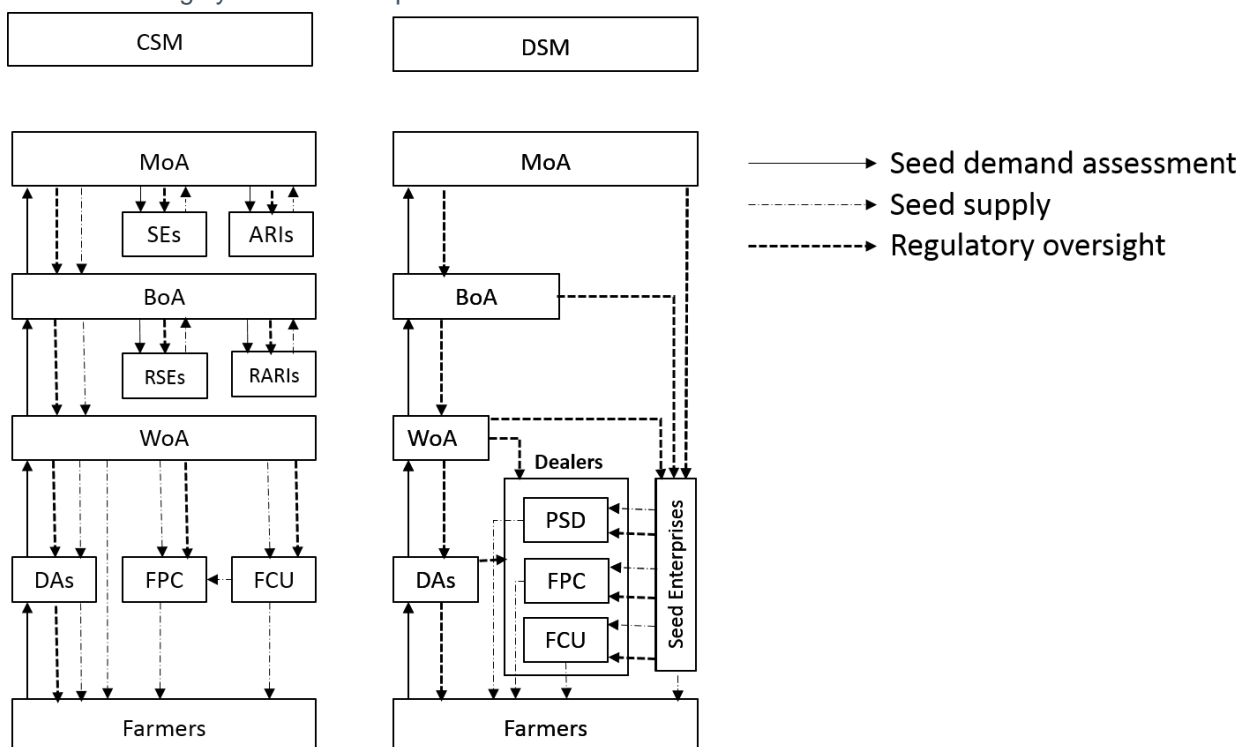 CSM
DSM
MoA
SEs
ARIs
BoA
RSEs
RARIs
WoA
DAs
FPC
FCU
Farmers
MoA
BoA
WoA
Dealers
PSD
DAs
FPC
FCU
Seed Enterprises
Farmers
Seed demand assessment
Seed supply
Regulatory oversight